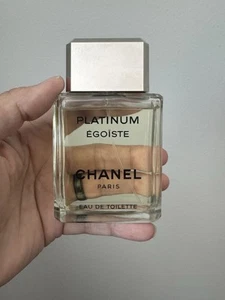 PLATINUM
ÉGOÏSTE
CHANEL
PARIS
EAU DE TOILETTE